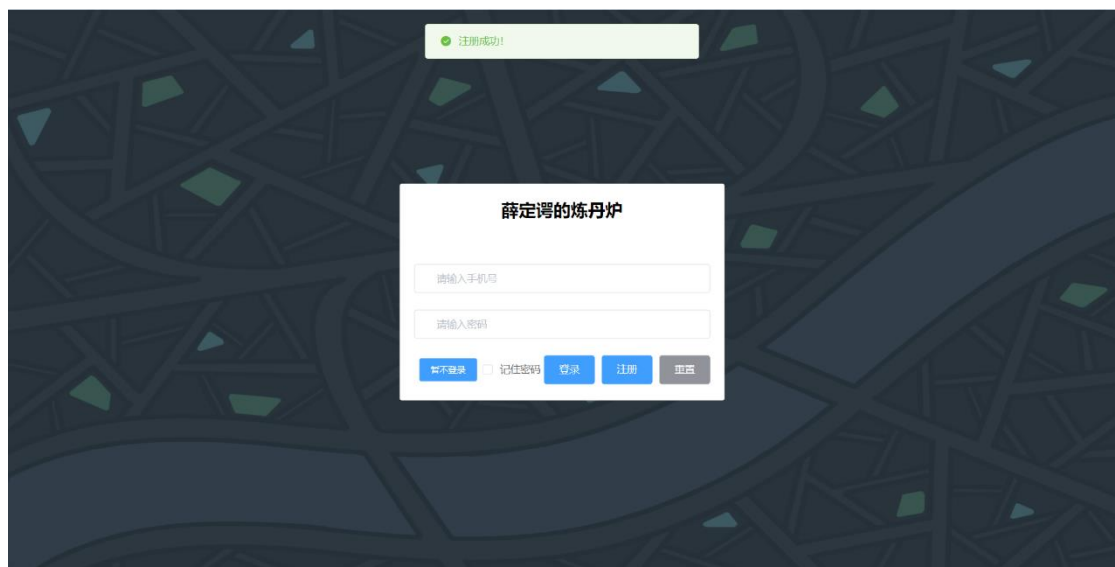 注册成功!
薛定谔的炼丹炉
请输入手机号
请输入密码
暂不登录 记住密码 登录 注册 重置